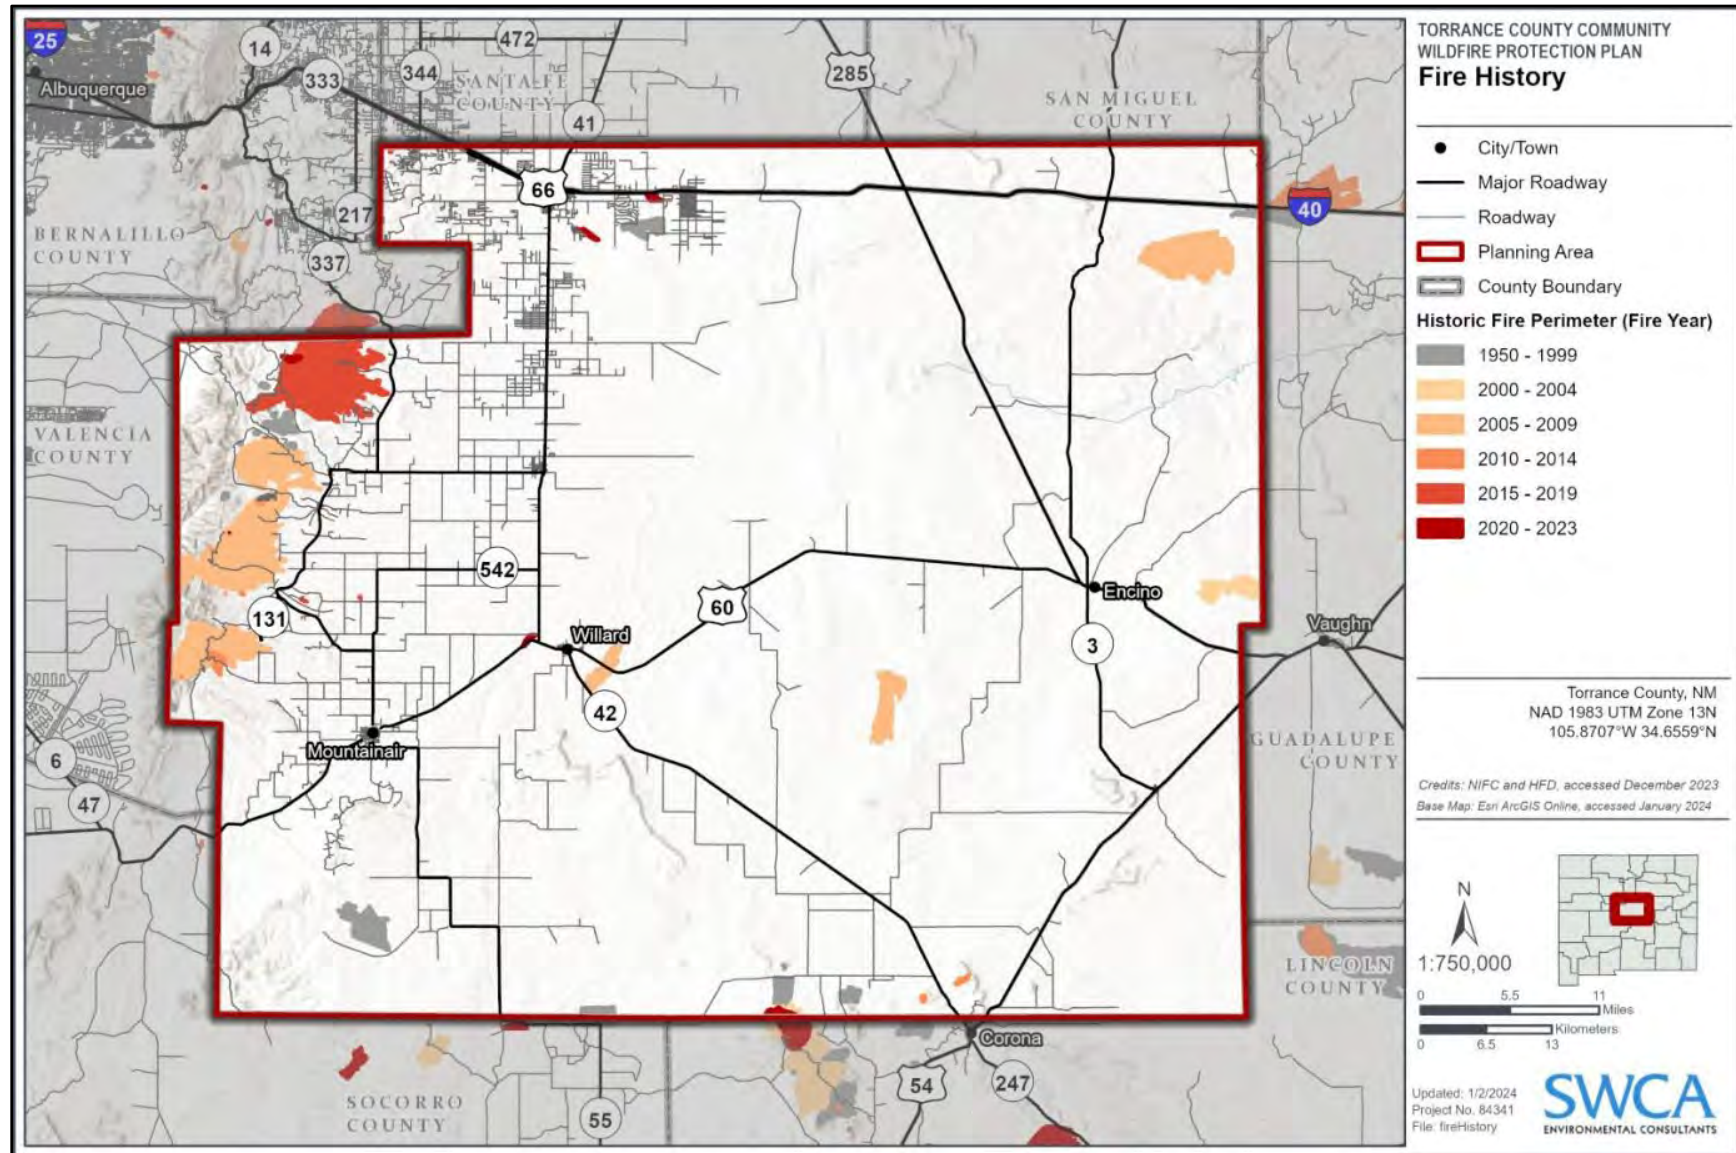 TORRANCE COUNTY COMMUNITY
WILDFIRE PROTECTION PLAN
Fire History
City/Town
Major Roadway
Roadway
Planning Area
County Boundary
Historic Fire Perimeter (Fire Year)
1950 - 1999
2000 - 2004
2005 - 2009
2010 - 2014
2015 - 2019
2020 - 2023
Torrance County, NM
NAD 1983 UTM Zone 13N
105.8707°W 34.6559°N
Credits: NIFC and HFD, accessed December 2023
Base Map: Esri ArcGIS Online, accessed January 2024
N
1:750,000
0 5.5 11
Miles
Kilometers
0 6.5 13
Updated: 1/2/2024
Project No. 84341
File: fireHistory
SWCA
ENVIRONMENTAL CONSULTANTS
25
14
472
333
344
285
Albuquerque
SANTA FE
COUNTY
SAN MIGUEL
COUNTY
41
66
217
40
BERNALILLO
COUNTY
337
VALENCIA
COUNTY
542
131
60
Encino
Willard
3
Vaughn
42
Mountainair
6
47
GUADALUPE
COUNTY
LINCOLN
COUNTY
Corona
54
247
SOCORRO
COUNTY
55